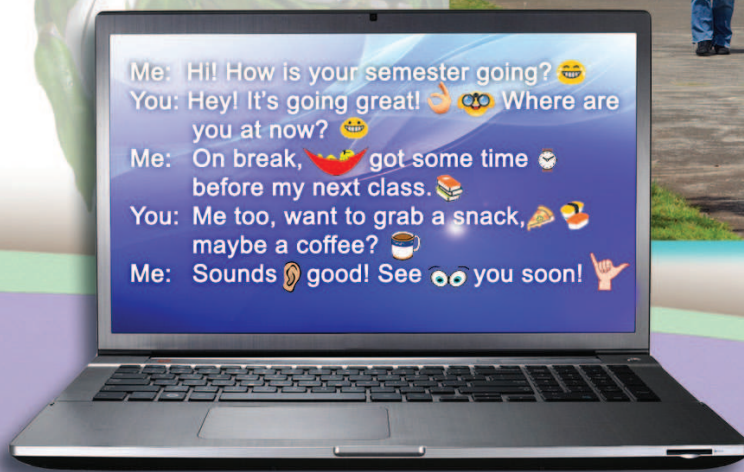 Me: Hi! How is your semester going? 😁
You: Hey! It's going great! 👌 Where are
you at now? 😁
Me: On break, got some time ⌚
before my next class. 📚
You: Me too, want to grab a snack, 🍕 🍣
maybe a coffee? ☕
Me: Sounds 👂 good! See 👀 you soon! 🤙